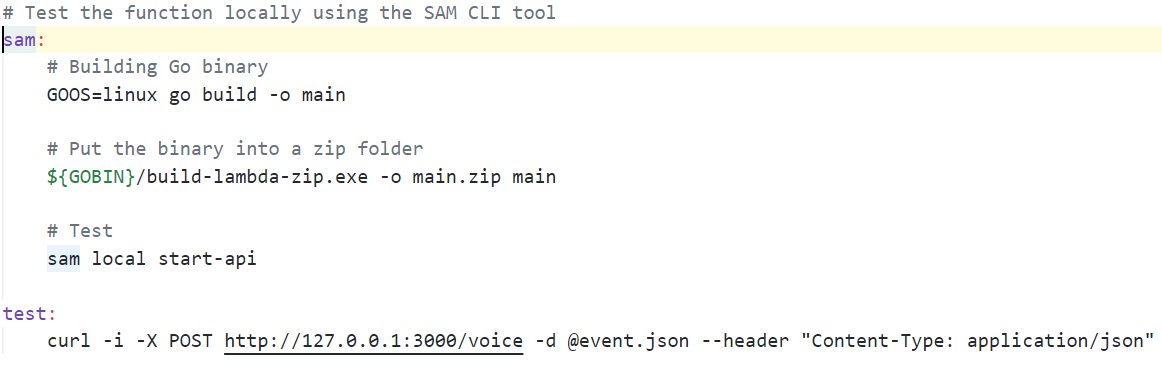 # Test the function locally using the SAM CLI tool
sam:
# Building Go binary
GOOS=linux go build -o main
# Put the binary into a zip folder
${GOBIN}/build-lambda-zip.exe -o main.zip main
# Test
sam local start-api
test:
curl -i -X POST http://127.0.0.1:3000/voice -d @event.json --header "Content-Type: application/json"